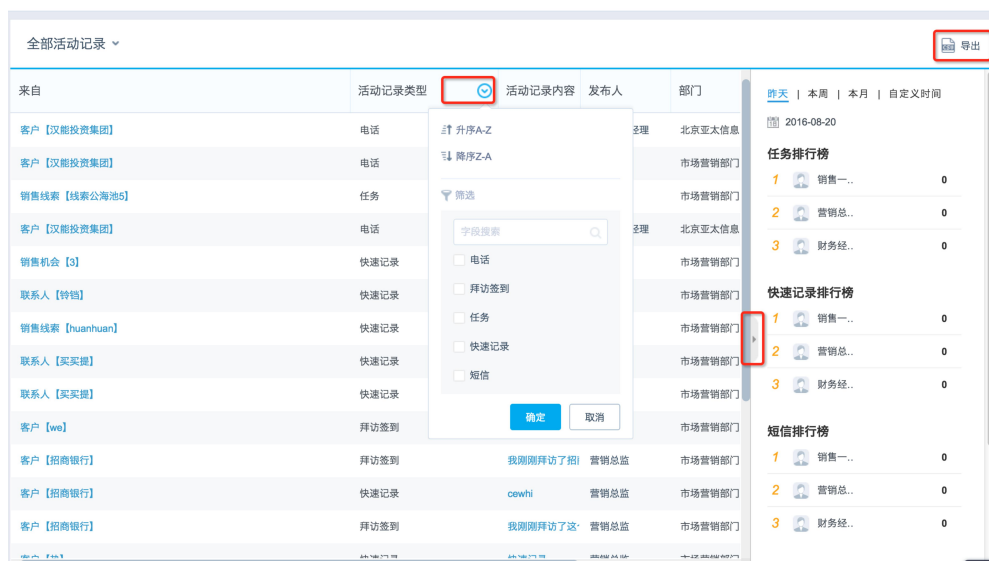 全部活动记录
导出
来自 活动记录类型 活动记录内容 发布人 部门
客户【汉能投资集团】 电话 经理 北京亚太信息
客户【汉能投资集团】 电话 市场营销部门
销售线索【线索公海池5】 任务 市场营销部门
客户【汉能投资集团】 电话 经理 北京亚太信息
销售机会【3】 快速记录 市场营销部门
联系人【铃铛】 快速记录 市场营销部门
销售线索【huanhuan】 快速记录 市场营销部门
联系人【买买提】 快速记录 市场营销部门
联系人【买买提】 快速记录 市场营销部门
客户【we】 拜访签到 市场营销部门
客户【招商银行】 拜访签到 我刚刚拜访了招 营销总监 市场营销部门
客户【招商银行】 快速记录 cewhi 营销总监 市场营销部门
客户【招商银行】 拜访签到 我刚刚拜访了这 营销总监 市场营销部门
升序A-Z
降序Z-A
筛选
字段搜索
电话
拜访签到
任务
快速记录
短信
确定 取消
昨天 | 本周 | 本月 | 自定义时间
2016-08-20
任务排行榜
1 销售一.. 0
2 营销总.. 0
3 财务经.. 0
快速记录排行榜
1 销售一.. 0
2 营销总.. 0
3 财务经.. 0
短信排行榜
1 销售一.. 0
2 营销总.. 0
3 财务经.. 0